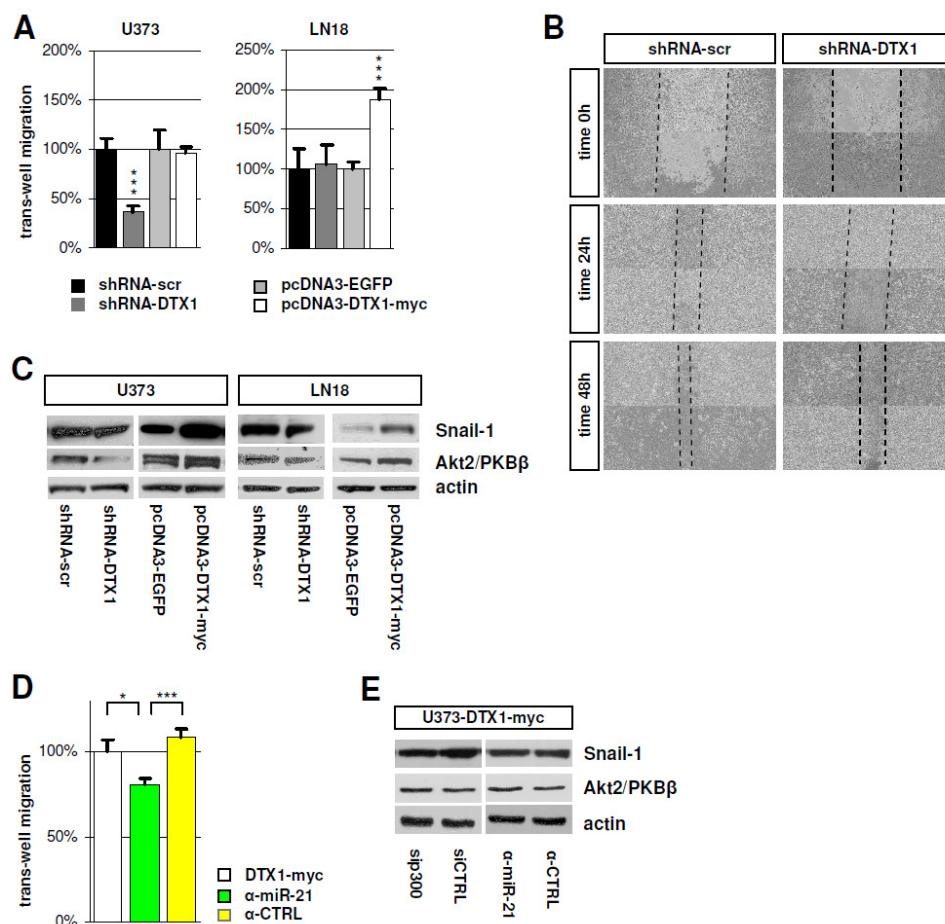 A
U373
LN18
trans-well migration
200%
150%
100%
50%
0%
***
250%
200%
150%
100%
50%
0%
***
shRNA-scr
shRNA-DTX1
pcDNA3-EGFP
pcDNA3-DTX1-myc
B
shRNA-scr
shRNA-DTX1
time 0h
time 24h
time 48h
C
U373
LN18
Snail-1
Akt2/PKBβ
actin
shRNA-scr
shRNA-DTX1
pcDNA3-EGFP
pcDNA3-DTX1-myc
shRNA-scr
shRNA-DTX1
pcDNA3-EGFP
pcDNA3-DTX1-myc
D
trans-well migration
100%
50%
0%
*
***
DTX1-myc
α-miR-21
α-CTRL
E
U373-DTX1-myc
Snail-1
Akt2/PKBβ
actin
sip300
siCTRL
α-miR-21
α-CTRL